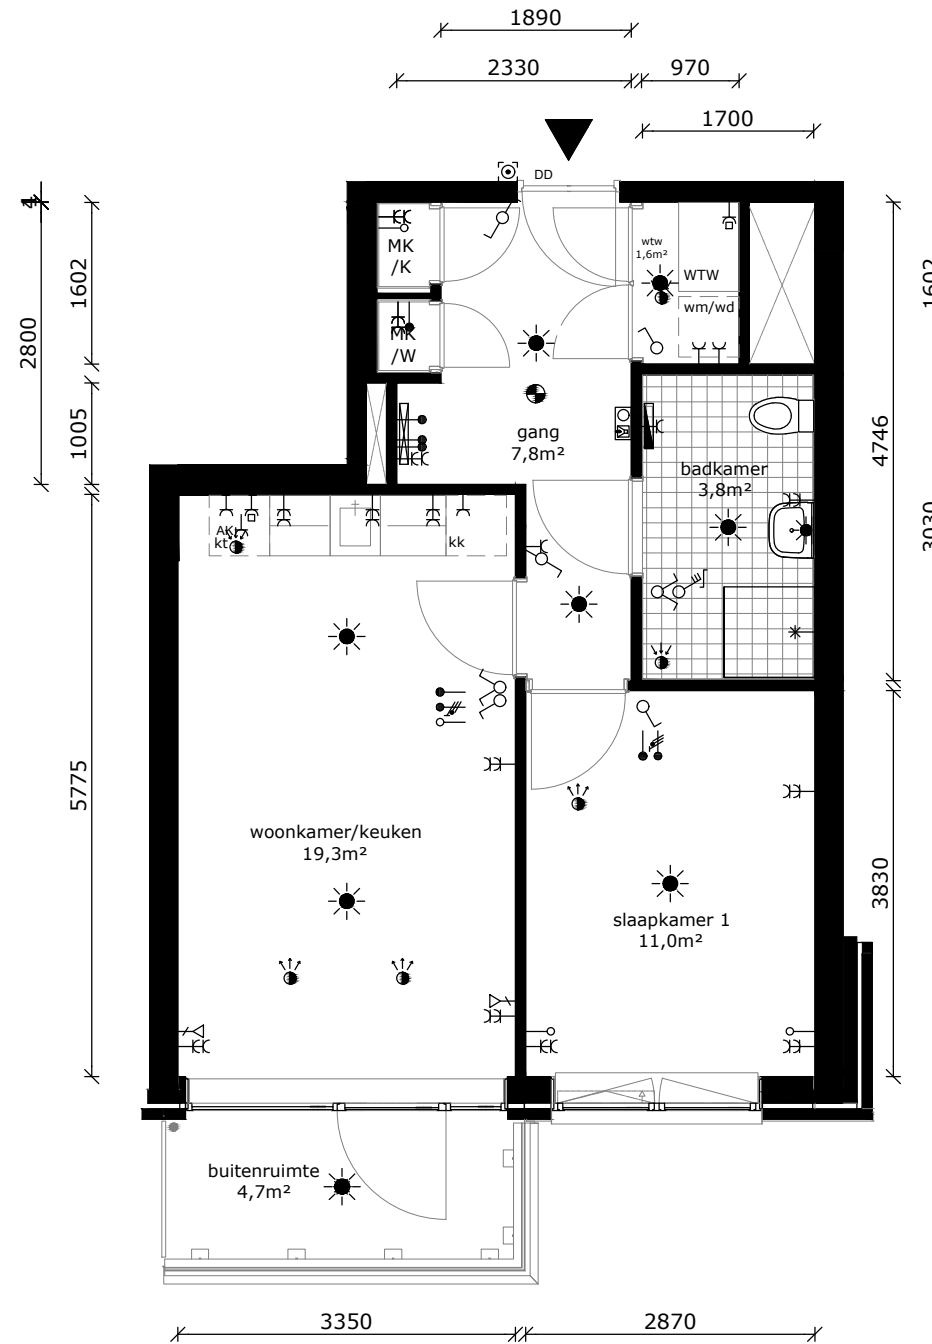 1890
2330
970
1700
DD
4
1602
2800
1005
5775
MK
/K
MK
/W
wtw
1,6m²
WTW
wm/wd
gang
7,8m²
badkamer
3,8m²
AK
kt
kk
woonkamer/keuken
19,3m²
slaapkamer 1
11,0m²
buitenruimte
4,7m²
4746
3830
1602
3030
3350
2870